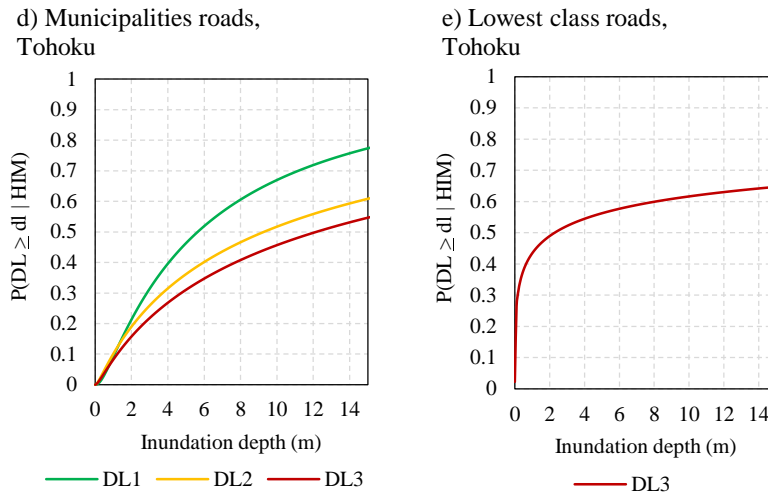 d) Municipalities roads,
Tohoku
P(DL ≥ dl | HIM)
1
0.9
0.8
0.7
0.6
0.5
0.4
0.3
0.2
0.1
0
0 2 4 6 8 10 12 14
Inundation depth (m)
DL1 DL2 DL3
e) Lowest class roads,
Tohoku
P(DL ≥ dl | HIM)
1
0.9
0.8
0.7
0.6
0.5
0.4
0.3
0.2
0.1
0
0 2 4 6 8 10 12 14
Inundation depth (m)
DL3